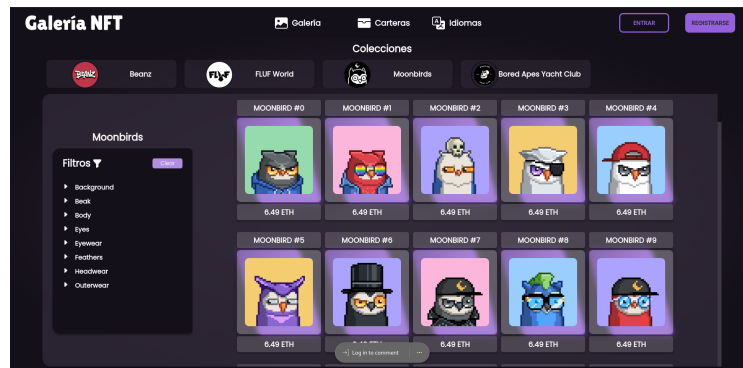 Galería NFT
Galería
Carteras
Idiomas
ENTRAR
REGISTRARSE
Colecciones
BEANZ
Beanz
FLUF
FLUF World
Moonbirds
Bored Apes Yacht Club
Moonbirds
Filtros
Clear
Background
Beak
Body
Eyes
Eyewear
Feathers
Headwear
Outerwear
MOONBIRD #0
MOONBIRD #1
MOONBIRD #2
MOONBIRD #3
MOONBIRD #4
6.49 ETH
6.49 ETH
6.49 ETH
6.49 ETH
6.49 ETH
MOONBIRD #5
MOONBIRD #6
MOONBIRD #7
MOONBIRD #8
MOONBIRD #9
6.49 ETH
6.49 ETH
6.49 ETH
6.49 ETH
Log in to comment